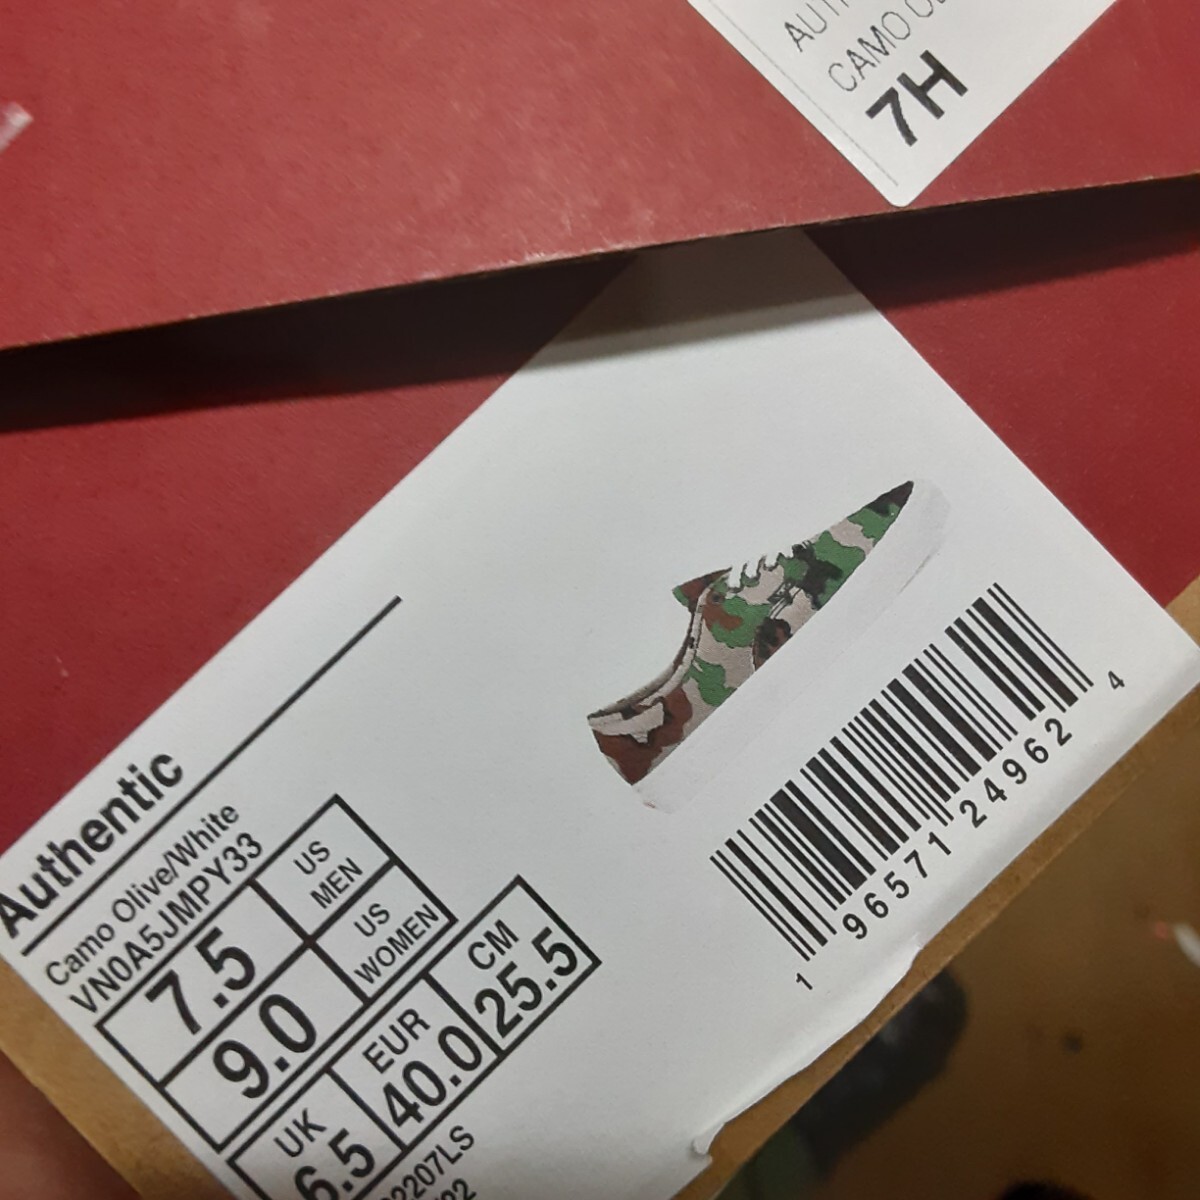 CAMO
7H
Authentic
Camo Olive/White
VN0A5JMPY33
7.5 US MEN
9.0 US WOMEN
UK EUR CM
6.5 40.0 25.5
2207LS
1 96571 24962 4